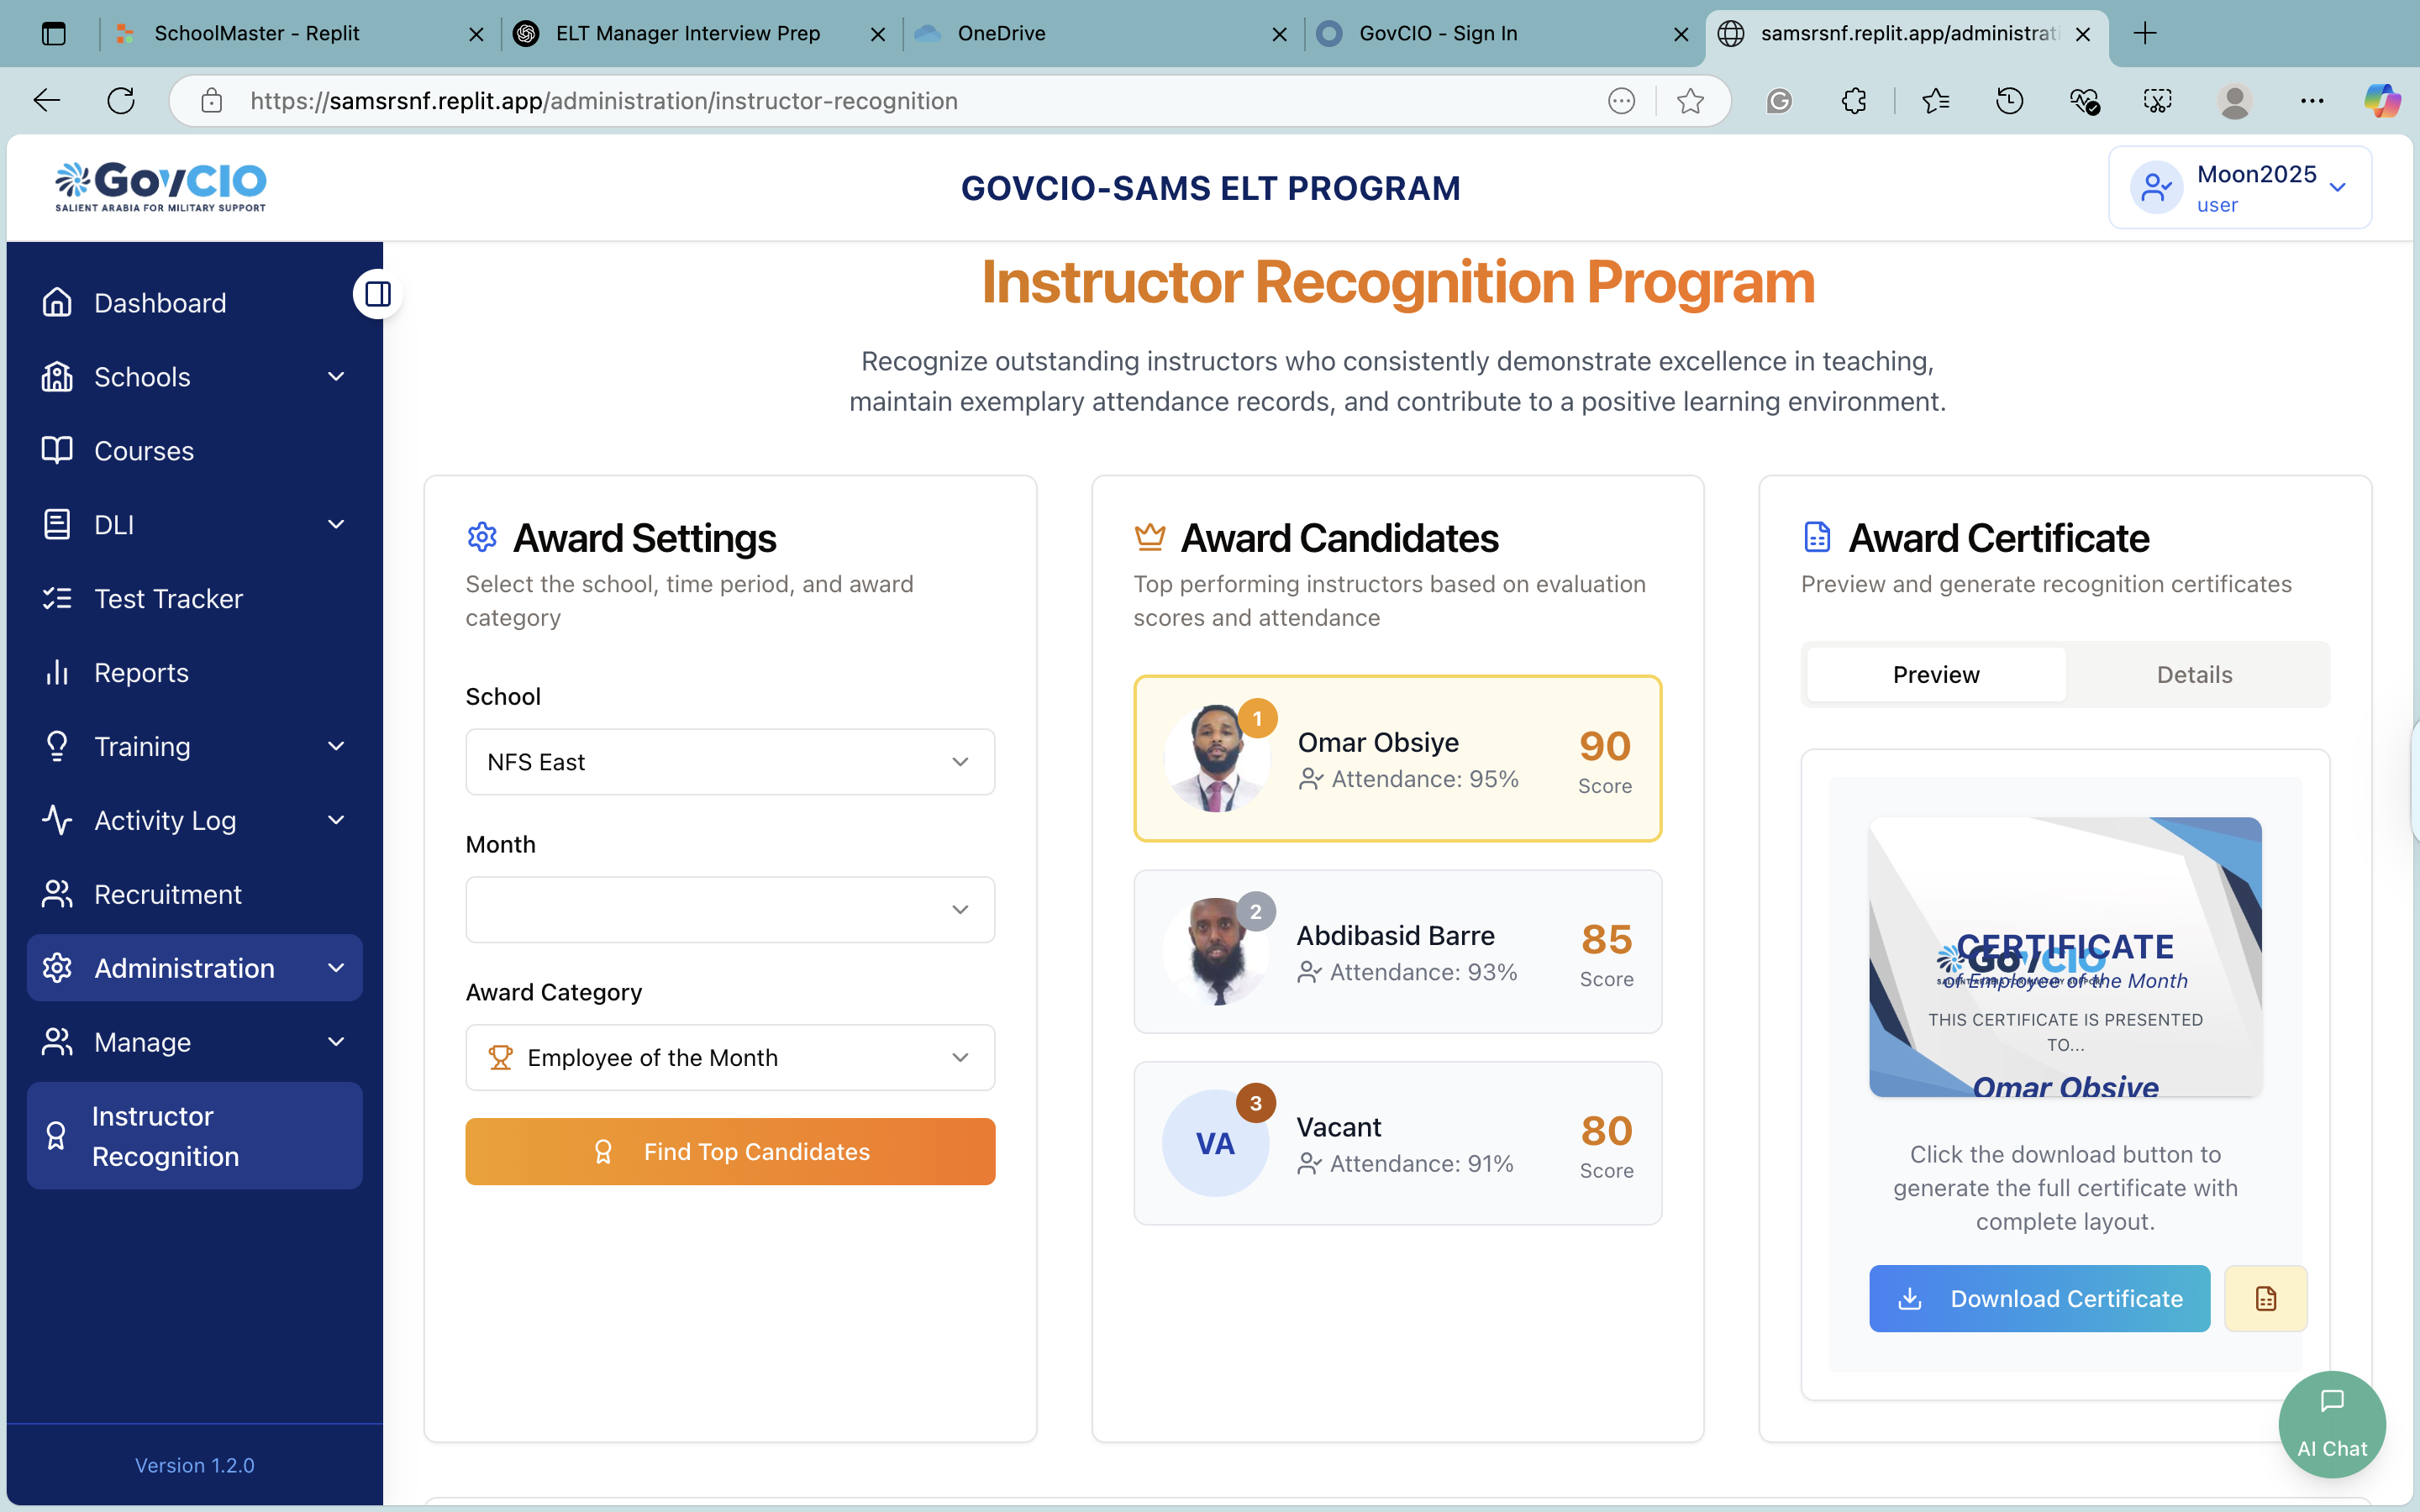 SchoolMaster - Replit
ELT Manager Interview Prep
OneDrive
GovCIO - Sign In
samsrsnf.replit.app/administrati
https://samsrsnf.replit.app/administration/instructor-recognition
GovCIO
SALIENT ARABIA FOR MILITARY SUPPORT
GOVCIO-SAMS ELT PROGRAM
Moon2025
user
Dashboard
Schools
Courses
DLI
Test Tracker
Reports
Training
Activity Log
Recruitment
Administration
Manage
Instructor
Recognition
Version 1.2.0
Instructor Recognition Program
Recognize outstanding instructors who consistently demonstrate excellence in teaching,
maintain exemplary attendance records, and contribute to a positive learning environment.
Award Settings
Select the school, time period, and award
category
School
NFS East
Month
Award Category
Employee of the Month
Find Top Candidates
Award Candidates
Top performing instructors based on evaluation
scores and attendance
1
Omar Obsiye
Attendance: 95%
90
Score
2
Abdibasid Barre
Attendance: 93%
85
Score
VA
3
Vacant
Attendance: 91%
80
Score
Award Certificate
Preview and generate recognition certificates
Preview
Details
CERTIFICATE
GovCIO
of Employee of the Month
SALIENT ARABIA FOR MILITARY SUPPORT
THIS CERTIFICATE IS PRESENTED
TO...
Omar Obsiye
Click the download button to
generate the full certificate with
complete layout.
Download Certificate
AI Chat